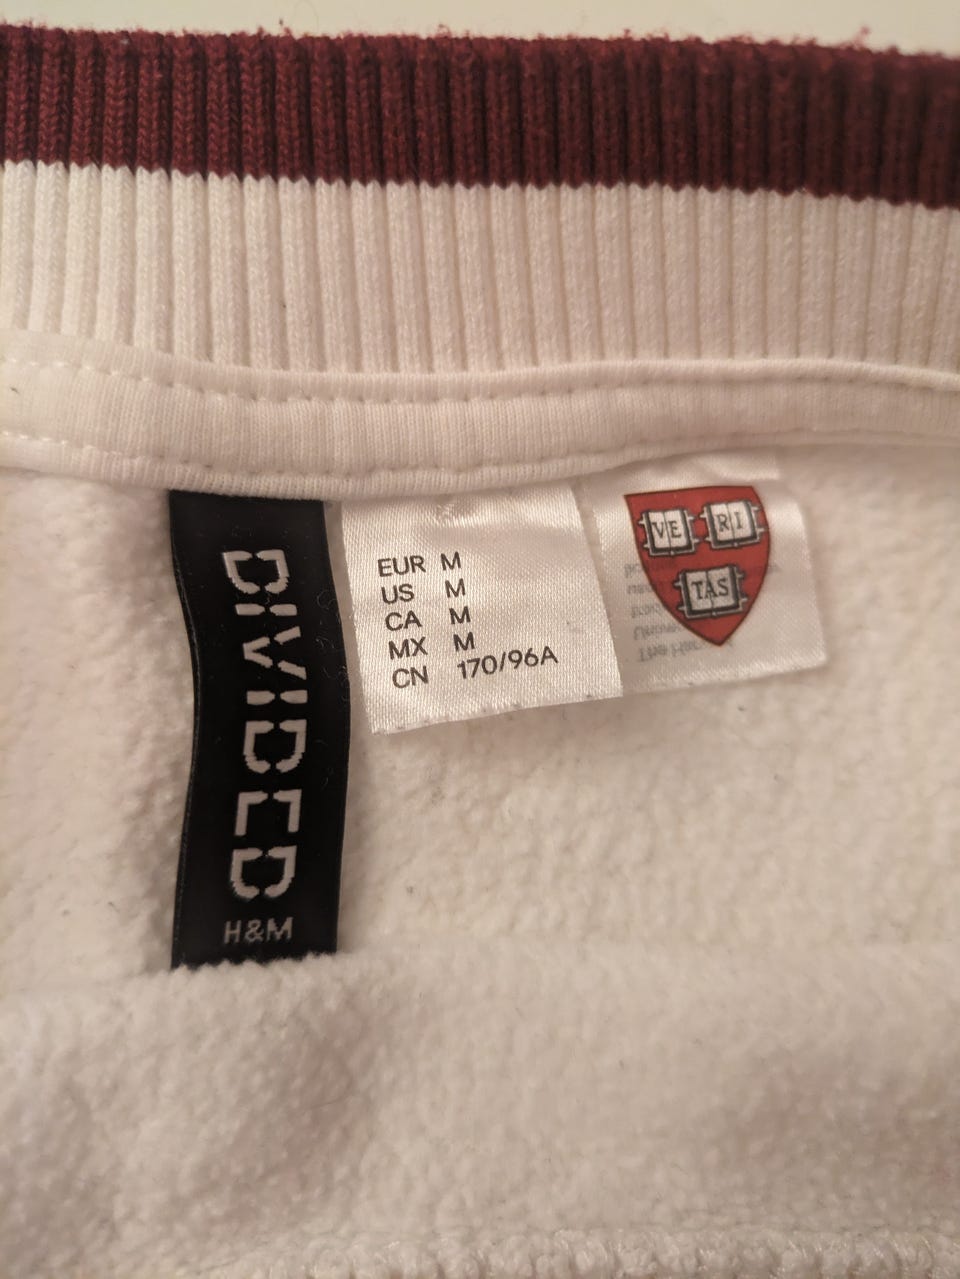 DIVIDED
H&M
EUR M
US M
CA M
MX M
CN 170/96A
VE RI
TAS